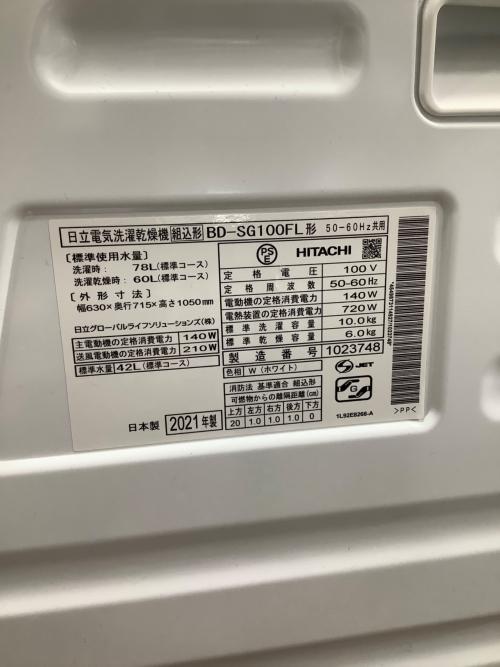 日立電気洗濯乾燥機 組込形 BD-SG100FL形 50-60Hz共用
[標準使用水量]
洗濯時: 78L(標準コース)
洗濯乾燥時: 60L(標準コース)
[外形寸法]
幅630×奥行715×高さ1050mm
日立グローバルライフソリューションズ(株)
主電動機の定格消費電力 140W
送風電動機の定格消費電力 210W
標準水量 42L(標準コース)
日本製 2021年製
PSE HITACHI
定格電圧 100V
定格周波数 50-60Hz
電動機の定格消費電力 140W
電熱装置の定格消費電力 720W
標準洗濯容量 10.0kg
標準乾燥容量 6.0kg
製造番号 1023748
色相 W(ホワイト)
消防法 基準適合 組込形
可燃物からの離隔距離(cm)
上方 左方 右方 後方 下方
20 1.0 1.0 1.0 0
S JET
G
1L92E8266-A
>PP<